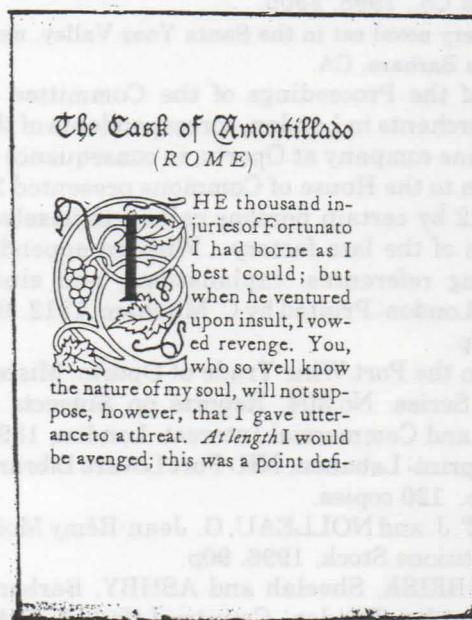 The Cask of Amontillado
(ROME)
THE thousand in-
juries of Fortunato
I had borne as I
best could; but
when he ventured
upon insult, I vow-
ed revenge. You,
who so well know
the nature of my soul, will not sup-
pose, however, that I gave utter-
ance to a threat. At length I would
be avenged; this was a point defi-